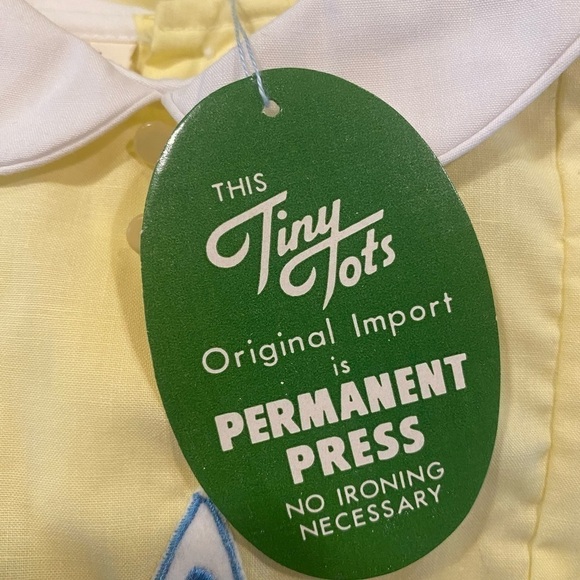 THIS
Tiny
Tots
Original Import
is
PERMANENT
PRESS
NO IRONING
NECESSARY